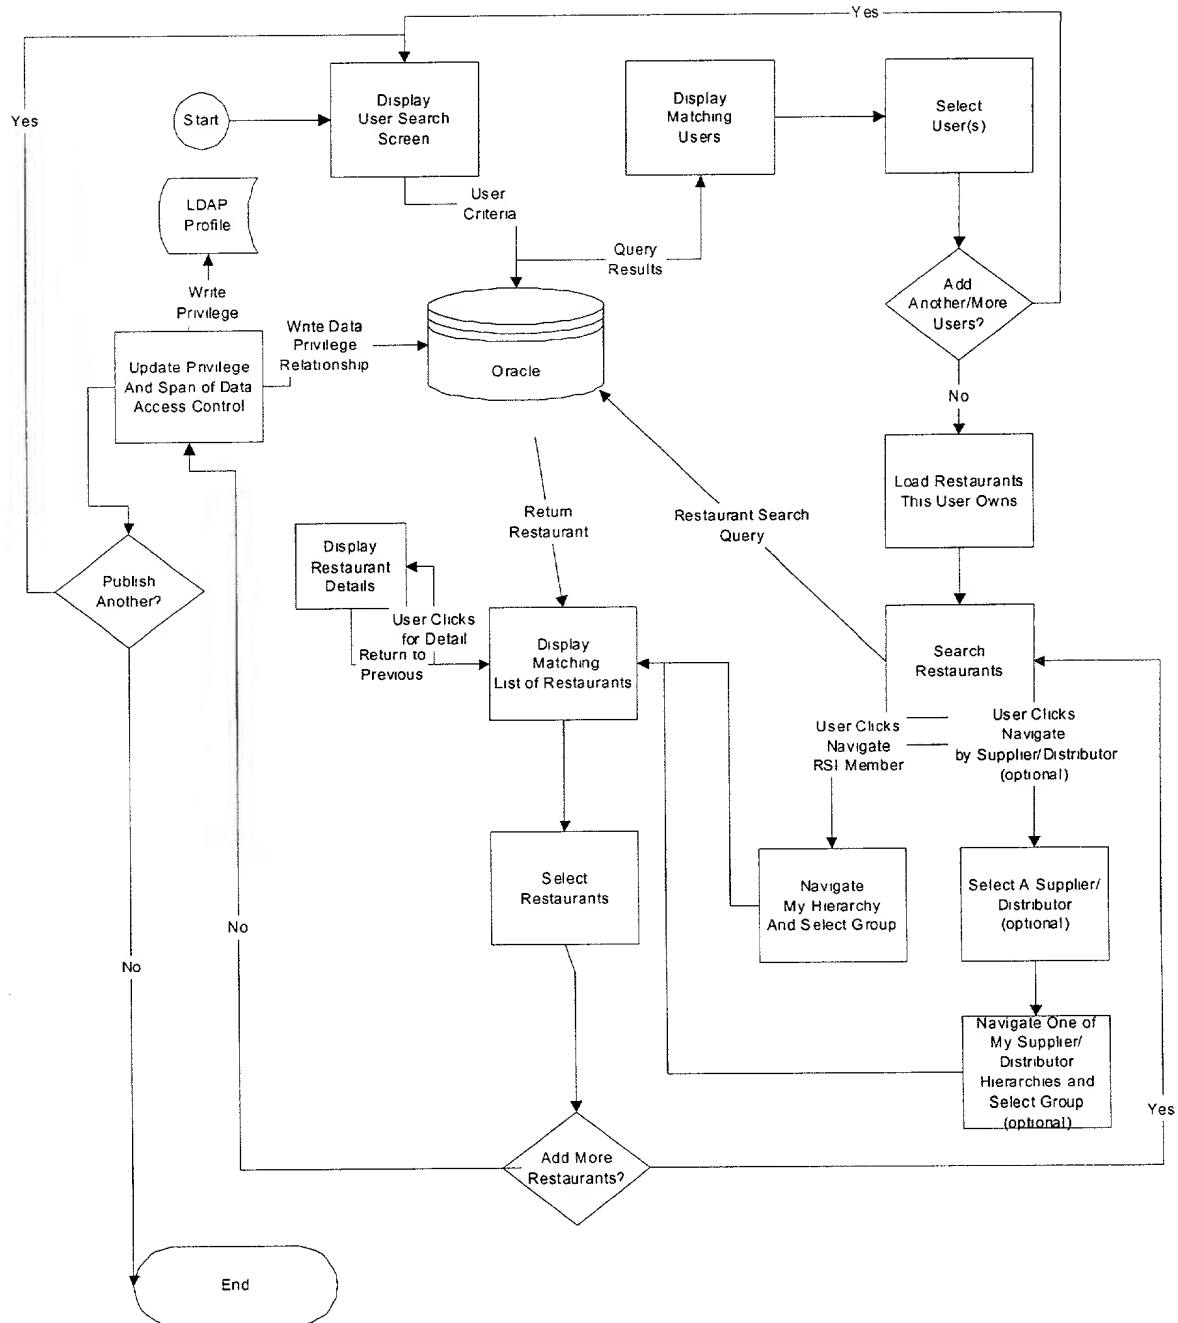 Yes
Yes
Start
Display
User Search
Screen
Display
Matching
Users
Select
User(s)
LDAP
Profile
User
Criteria
Query
Results
Add
Another/More
Users?
Write
Privilege
Write Data
Privilege
Relationship
Update Privilege
And Span of Data
Access Control
Oracle
No
Load Restaurants
This User Owns
Return
Restaurant
Restaurant Search
Query
Display
Restaurant
Details
Publish
Another?
User Clicks
for Detail
Return to
Previous
Display
Matching
List of Restaurants
Search
Restaurants
User Clicks
Navigate
RSI Member
User Clicks
Navigate
by Supplier/Distributor
(optional)
Select
Restaurants
Navigate
My Hierarchy
And Select Group
Select A Supplier/
Distributor
(optional)
No
No
Navigate One of
My Supplier/
Distributor
Hierarchies and
Select Group
(optional)
Yes
Add More
Restaurants?
End